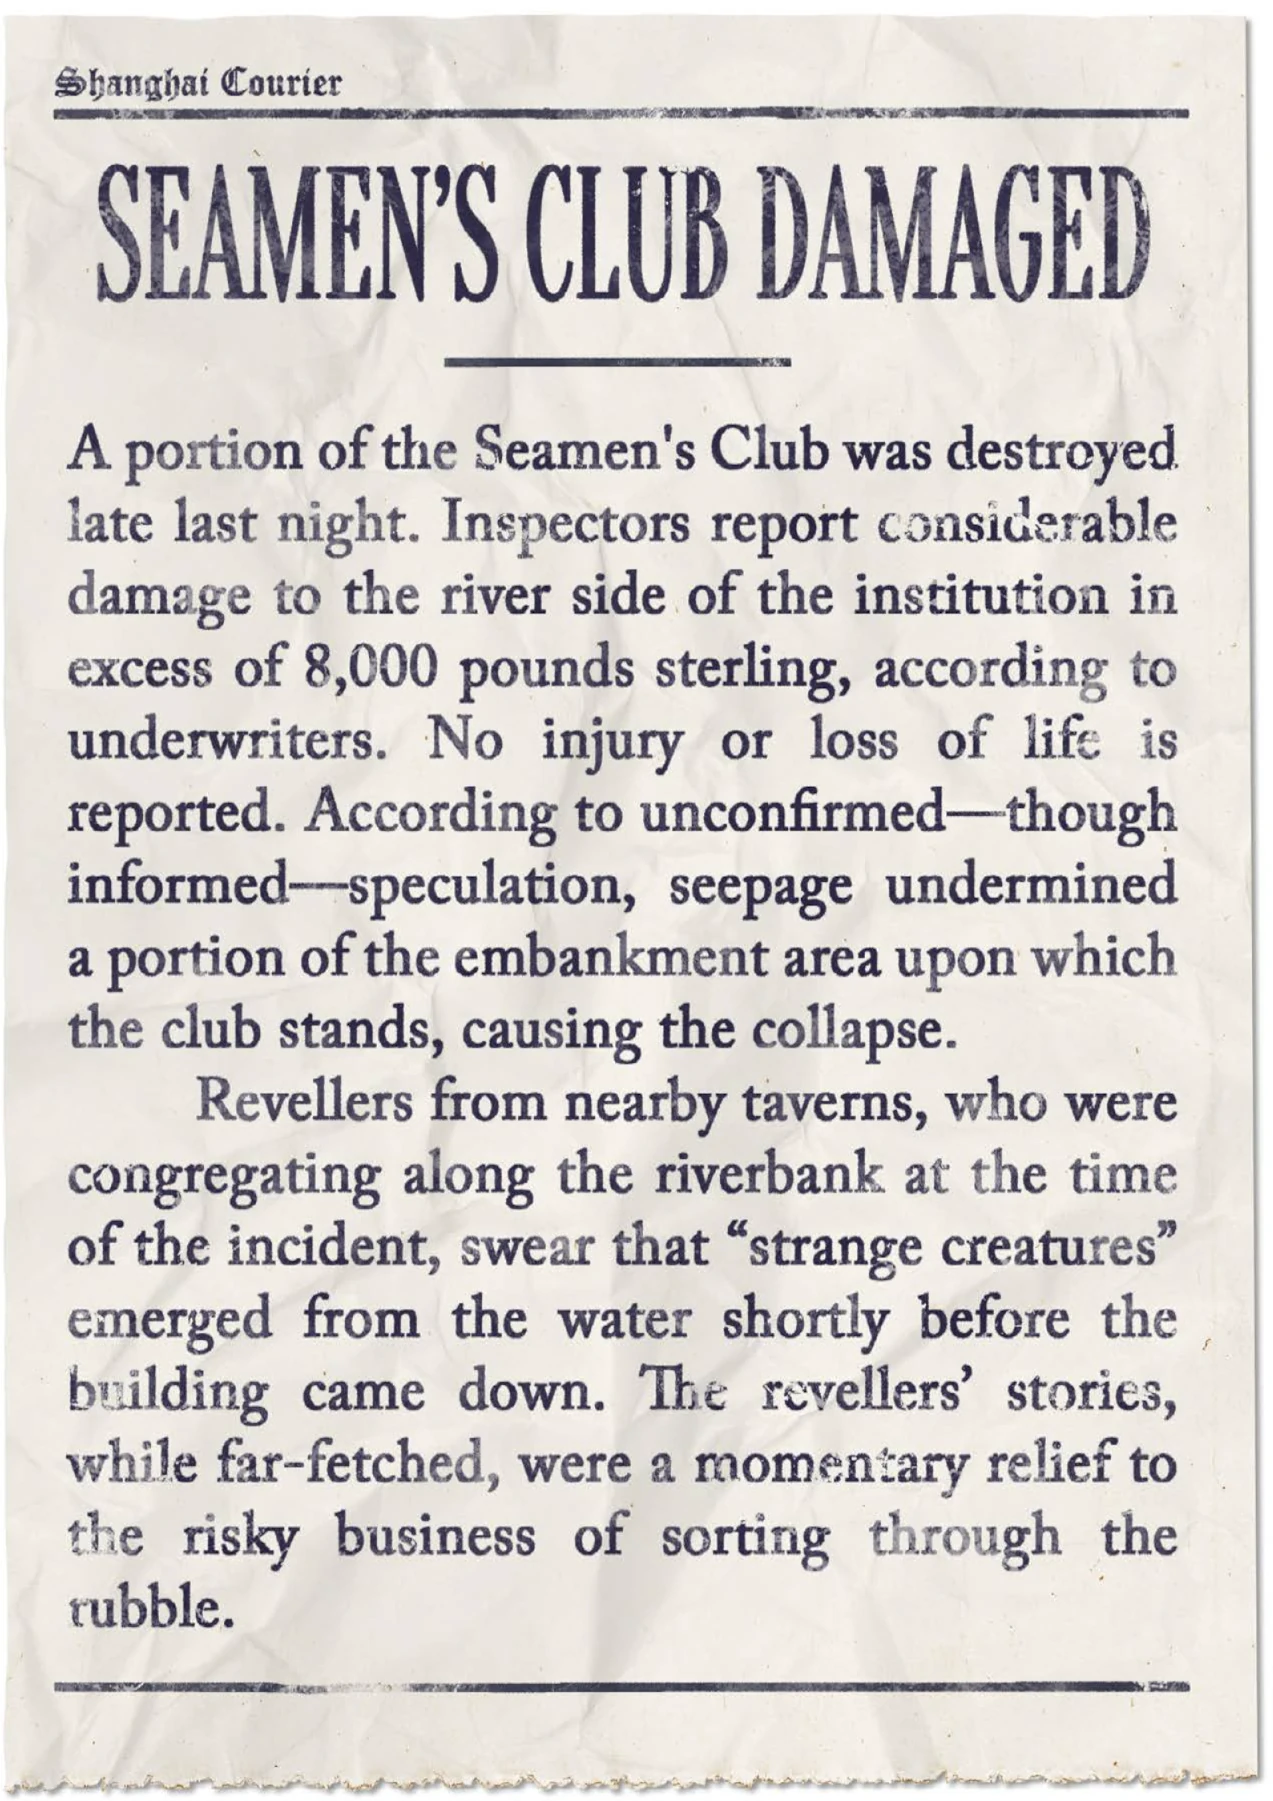 Shanghai Courier
SEAMEN’S CLUB DAMAGED
A portion of the Seamen's Club was destroyed
late last night. Inspectors report considerable
damage to the river side of the institution in
excess of 8,000 pounds sterling, according to
underwriters. No injury or loss of life is
reported. According to unconfirmed—though
informed—speculation, seepage undermined
a portion of the embankment area upon which
the club stands, causing the collapse.
Revellers from nearby taverns, who were
congregating along the riverbank at the time
of the incident, swear that “strange creatures”
emerged from the water shortly before the
building came down. The revellers’ stories,
while far-fetched, were a momentary relief to
the risky business of sorting through the
rubble.